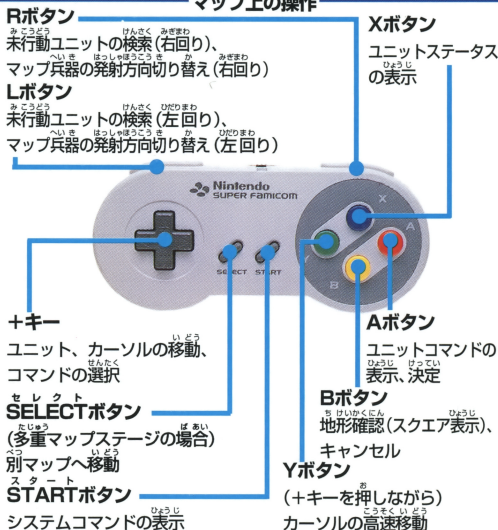 マップ上の操作
Rボタン
未行動ユニットの検索(右回り)、
マップ兵器の発射方向切り替え(右回り)
Lボタン
未行動ユニットの検索(左回り)、
マップ兵器の発射方向切り替え(左回り)
Xボタン
ユニットステータス
の表示
Nintendo
SUPER FAMICOM
X
A
B
SELECT START
+キー
ユニット、カーソルの移動、
コマンドの選択
SELECTボタン
(多重マップステージの場合)
別マップへ移動
STARTボタン
システムコマンドの表示
Aボタン
ユニットコマンドの
表示、決定
Bボタン
地形確認(スクエア表示)、
キャンセル
Yボタン
(+キーを押しながら)
カーソルの高速移動